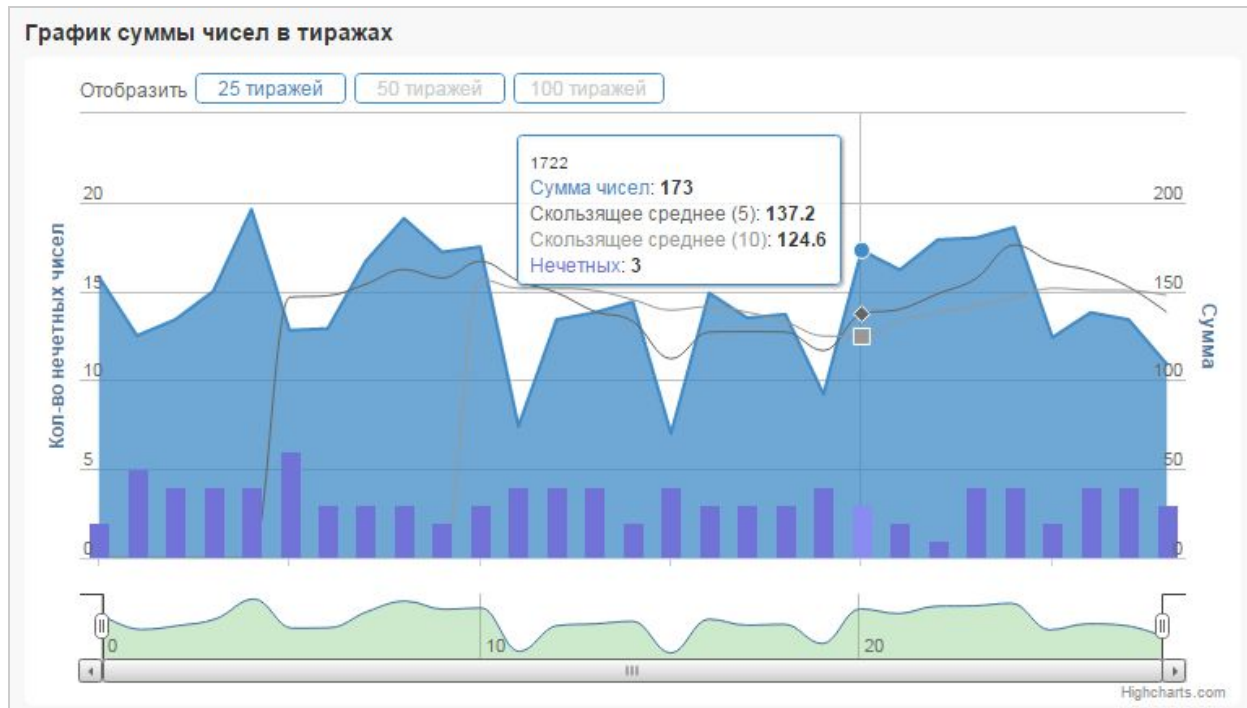 График суммы чисел в тиражах
Отобразить 25 тиражей 50 тиражей 100 тиражей
1722
Сумма чисел: 173
Скользящее среднее (5): 137.2
Скользящее среднее (10): 124.6
Нечетных: 3
20 200
15 150
10 100
5 50
0 0
Кол-во нечетных чисел
Сумма
0 10 20
Highcharts.com